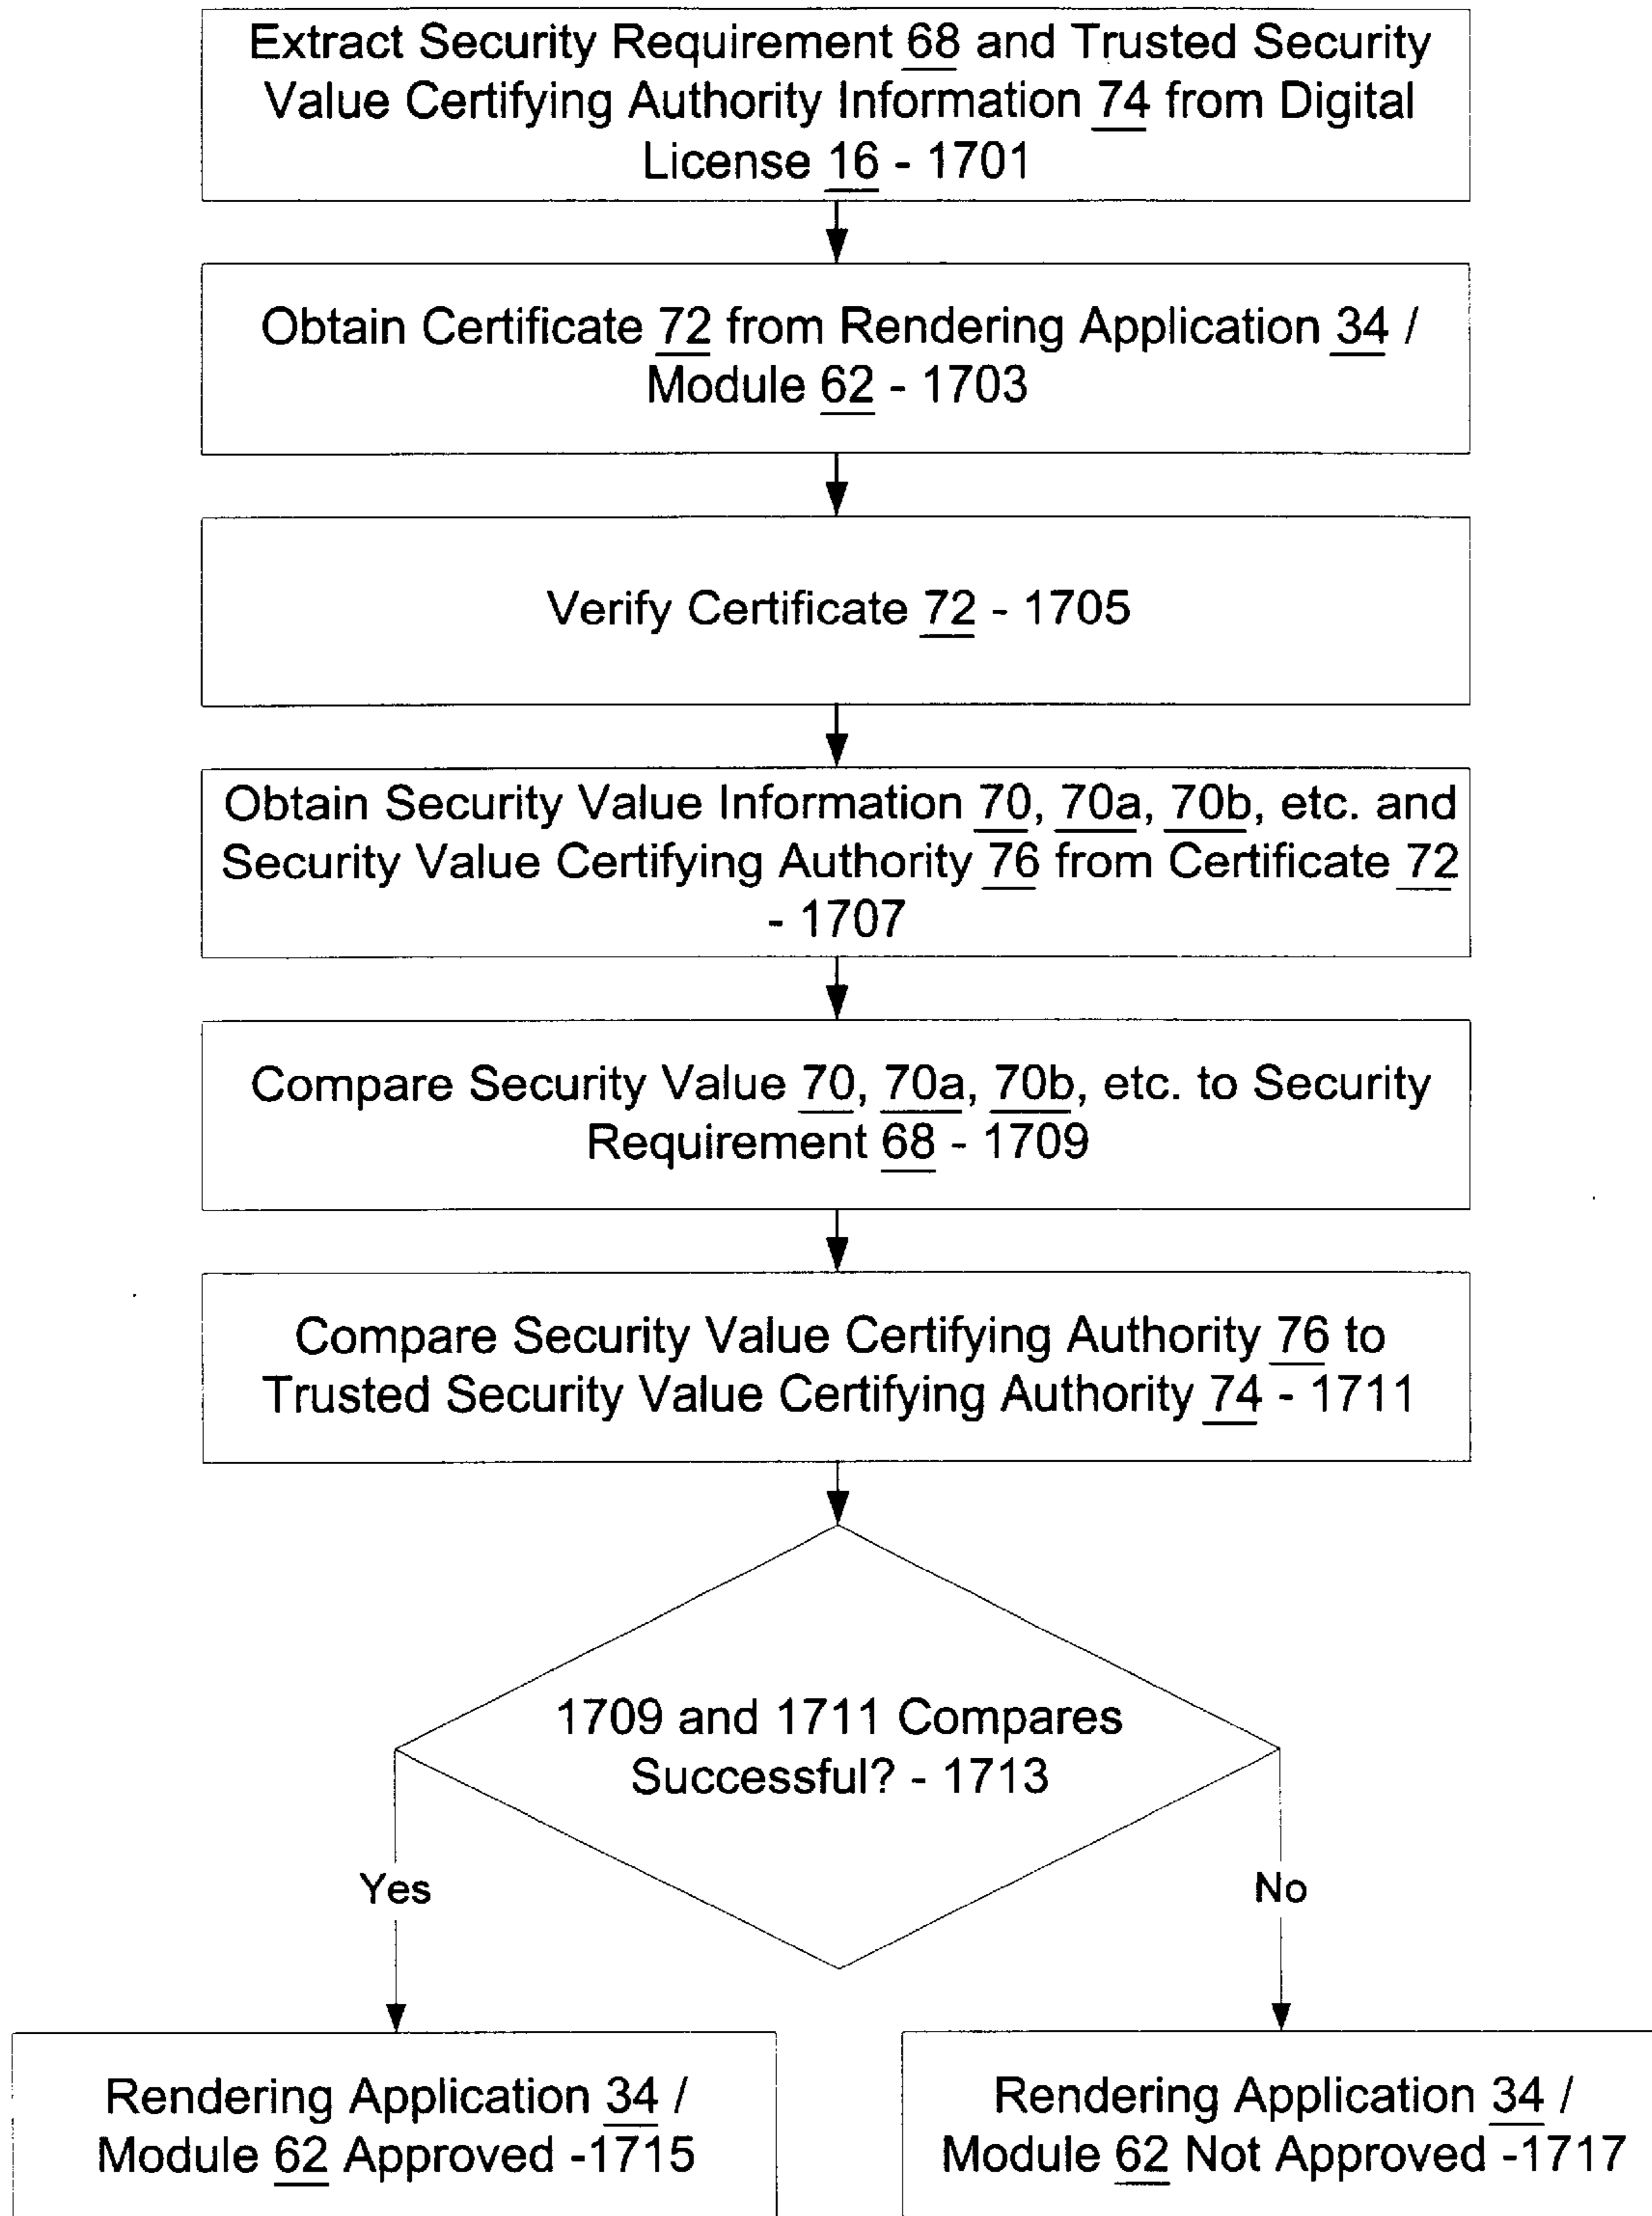 Extract Security Requirement 68 and Trusted Security
Value Certifying Authority Information 74 from Digital
License 16 - 1701
Obtain Certificate 72 from Rendering Application 34 /
Module 62 - 1703
Verify Certificate 72 - 1705
Obtain Security Value Information 70, 70a, 70b, etc. and
Security Value Certifying Authority 76 from Certificate 72
- 1707
Compare Security Value 70, 70a, 70b, etc. to Security
Requirement 68 - 1709
Compare Security Value Certifying Authority 76 to
Trusted Security Value Certifying Authority 74 - 1711
1709 and 1711 Compares
Successful? - 1713
Yes
No
Rendering Application 34 /
Module 62 Approved -1715
Rendering Application 34 /
Module 62 Not Approved -1717